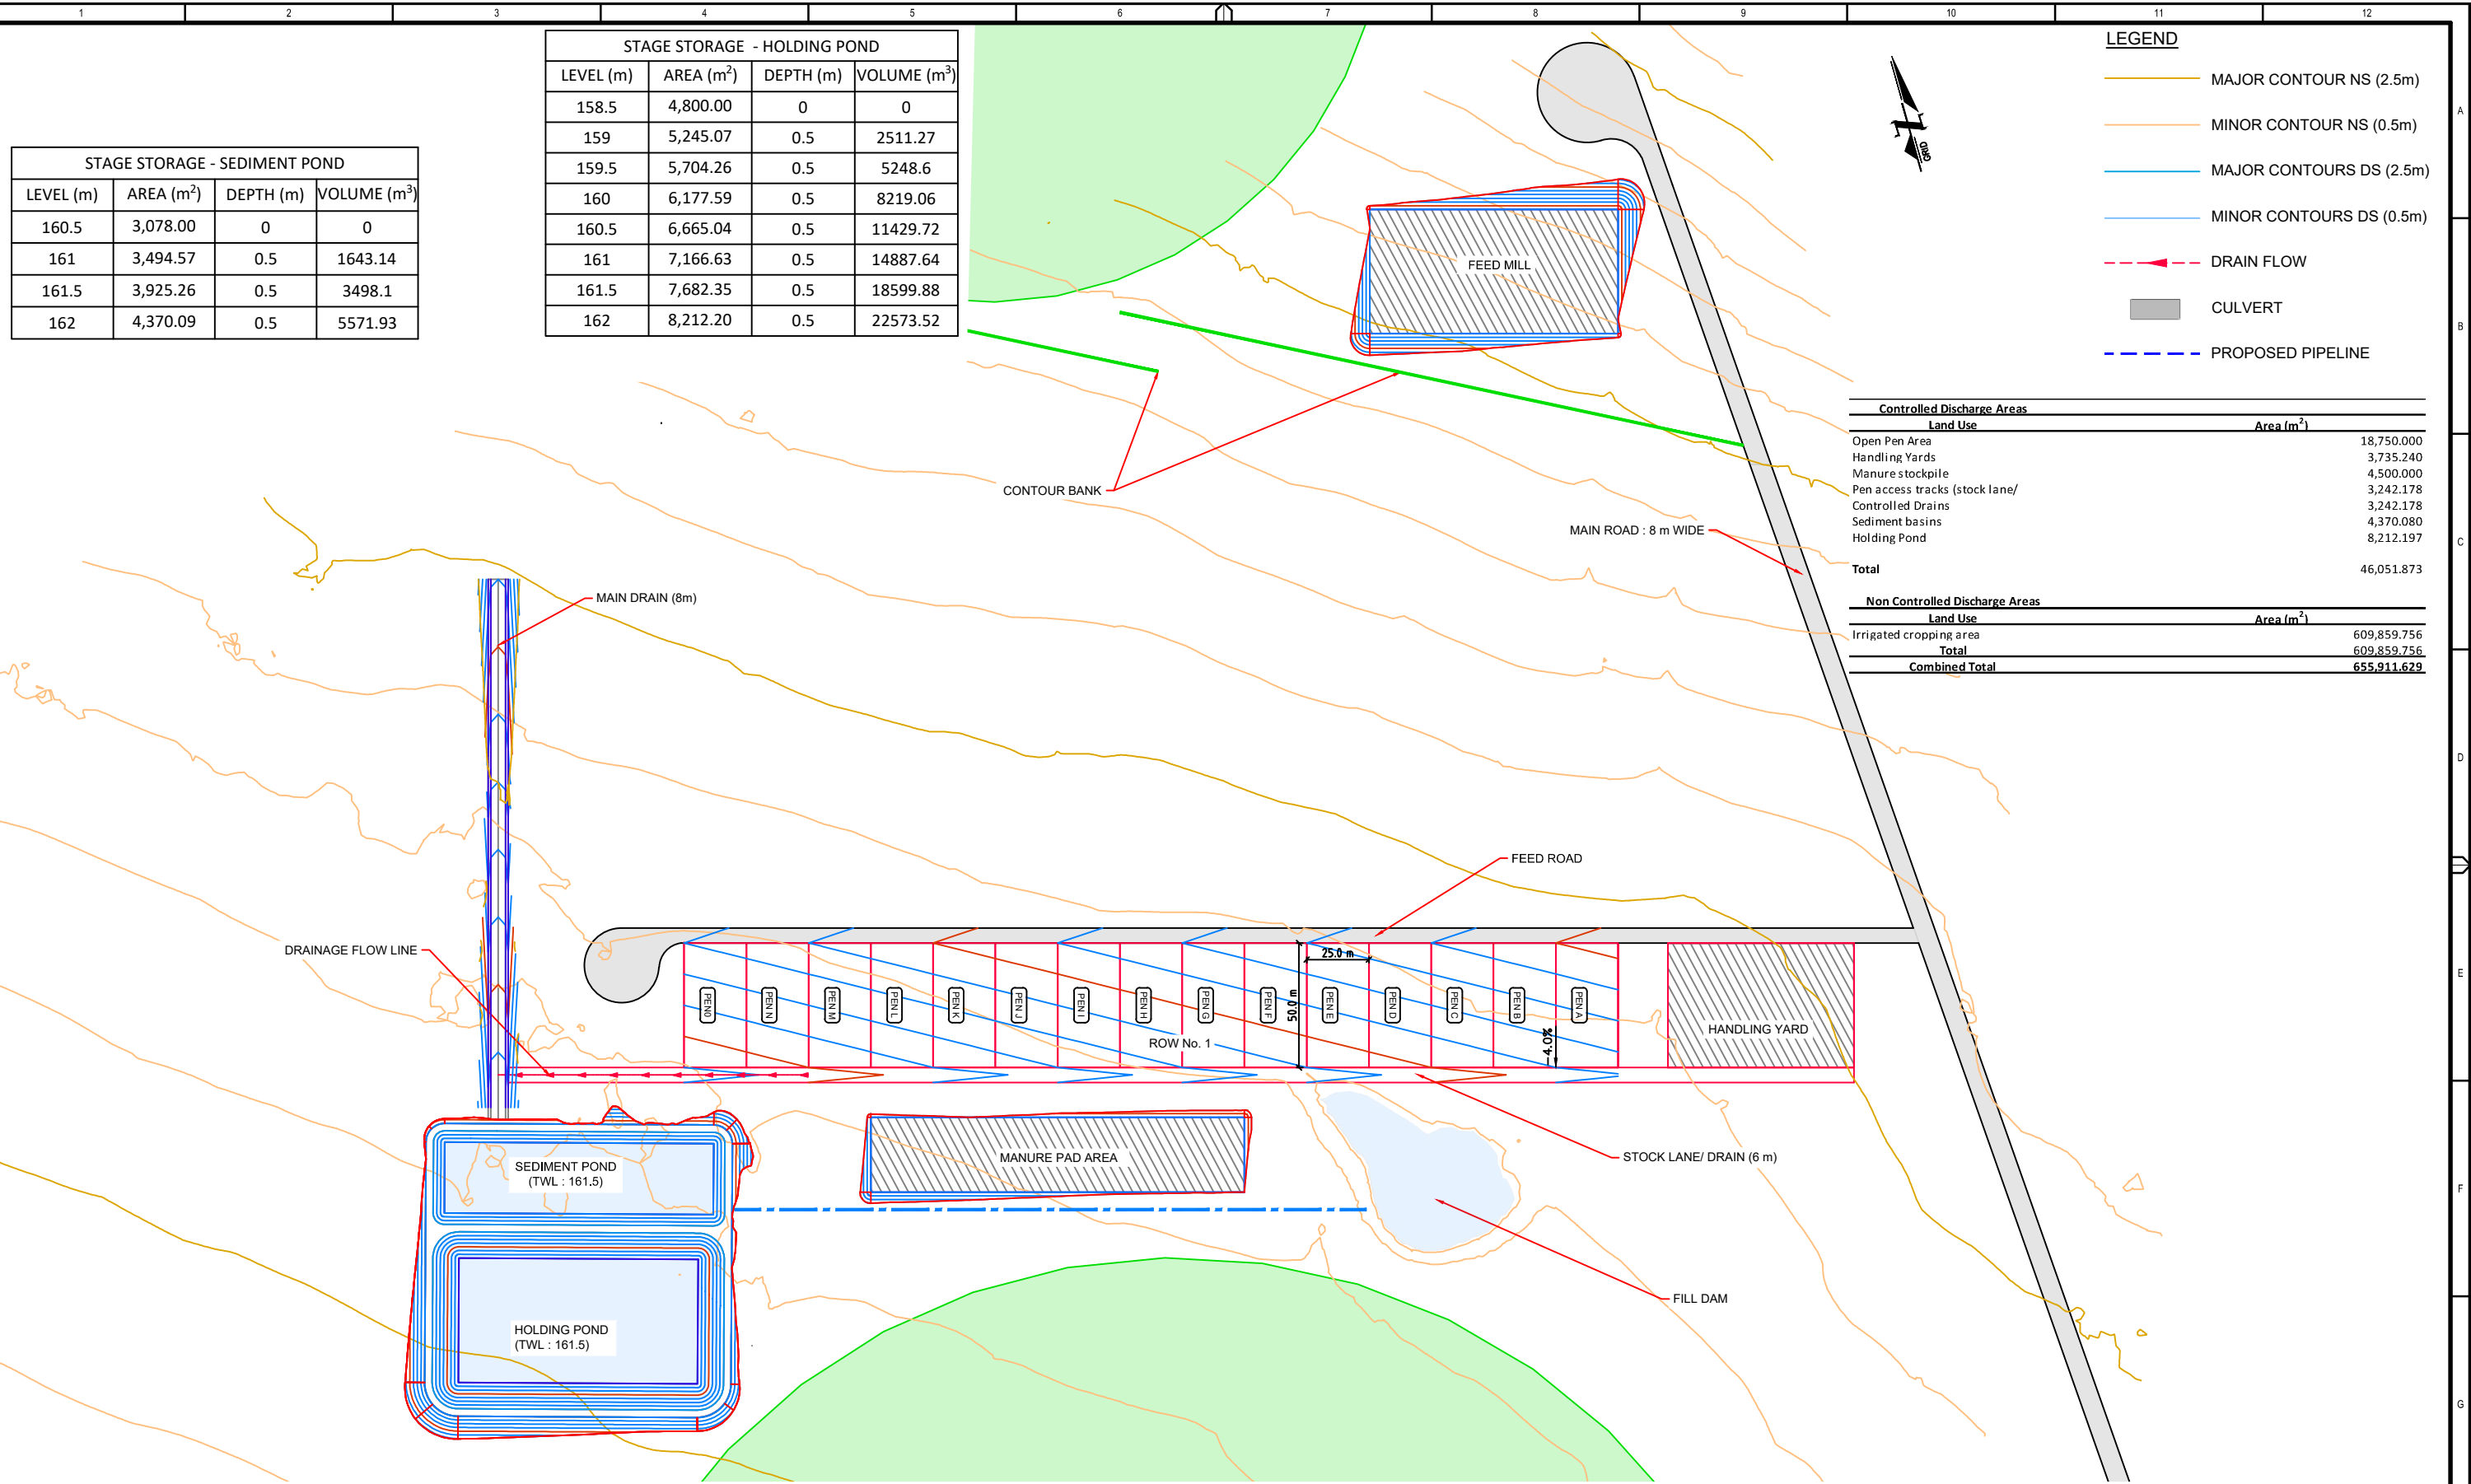 1 2 3 4 5 6 7 8 9 10 11 12
A
B
C
D
E
F
G
STAGE STORAGE - SEDIMENT POND
LEVEL (m) AREA (m²) DEPTH (m) VOLUME (m³)
160.5 3,078.00 0 0
161 3,494.57 0.5 1643.14
161.5 3,925.26 0.5 3498.1
162 4,370.09 0.5 5571.93
STAGE STORAGE - HOLDING POND
LEVEL (m) AREA (m²) DEPTH (m) VOLUME (m³)
158.5 4,800.00 0 0
159 5,245.07 0.5 2511.27
159.5 5,704.26 0.5 5248.6
160 6,177.59 0.5 8219.06
160.5 6,665.04 0.5 11429.72
161 7,166.63 0.5 14887.64
161.5 7,682.35 0.5 18599.88
162 8,212.20 0.5 22573.52
GRID
LEGEND
MAJOR CONTOUR NS (2.5m)
MINOR CONTOUR NS (0.5m)
MAJOR CONTOURS DS (2.5m)
MINOR CONTOURS DS (0.5m)
DRAIN FLOW
CULVERT
PROPOSED PIPELINE
Controlled Discharge Areas
Land Use Area (m²)
Open Pen Area 18,750.000
Handling Yards 3,735.240
Manure stockpile 4,500.000
Pen access tracks (stock lane/ 3,242.178
Controlled Drains 3,242.178
Sediment basins 4,370.080
Holding Pond 8,212.197
Total 46,051.873
Non Controlled Discharge Areas
Land Use Area (m²)
Irrigated cropping area 609,859.756
Total 609,859.756
Combined Total 655,911.629
FEED MILL
CONTOUR BANK
MAIN ROAD : 8 m WIDE
MAIN DRAIN (8m)
FEED ROAD
DRAINAGE FLOW LINE
25.0 m
50.0 m
PEN0
PEN N
PEN M
PEN L
PEN K
PEN J
PEN I
PEN H
PEN G
PEN F
PEN E
PEN D
PEN C
PEN B
PEN A
-4.0%
ROW No. 1
HANDLING YARD
MANURE PAD AREA
STOCK LANE/ DRAIN (6 m)
SEDIMENT POND
(TWL : 161.5)
FILL DAM
HOLDING POND
(TWL : 161.5)